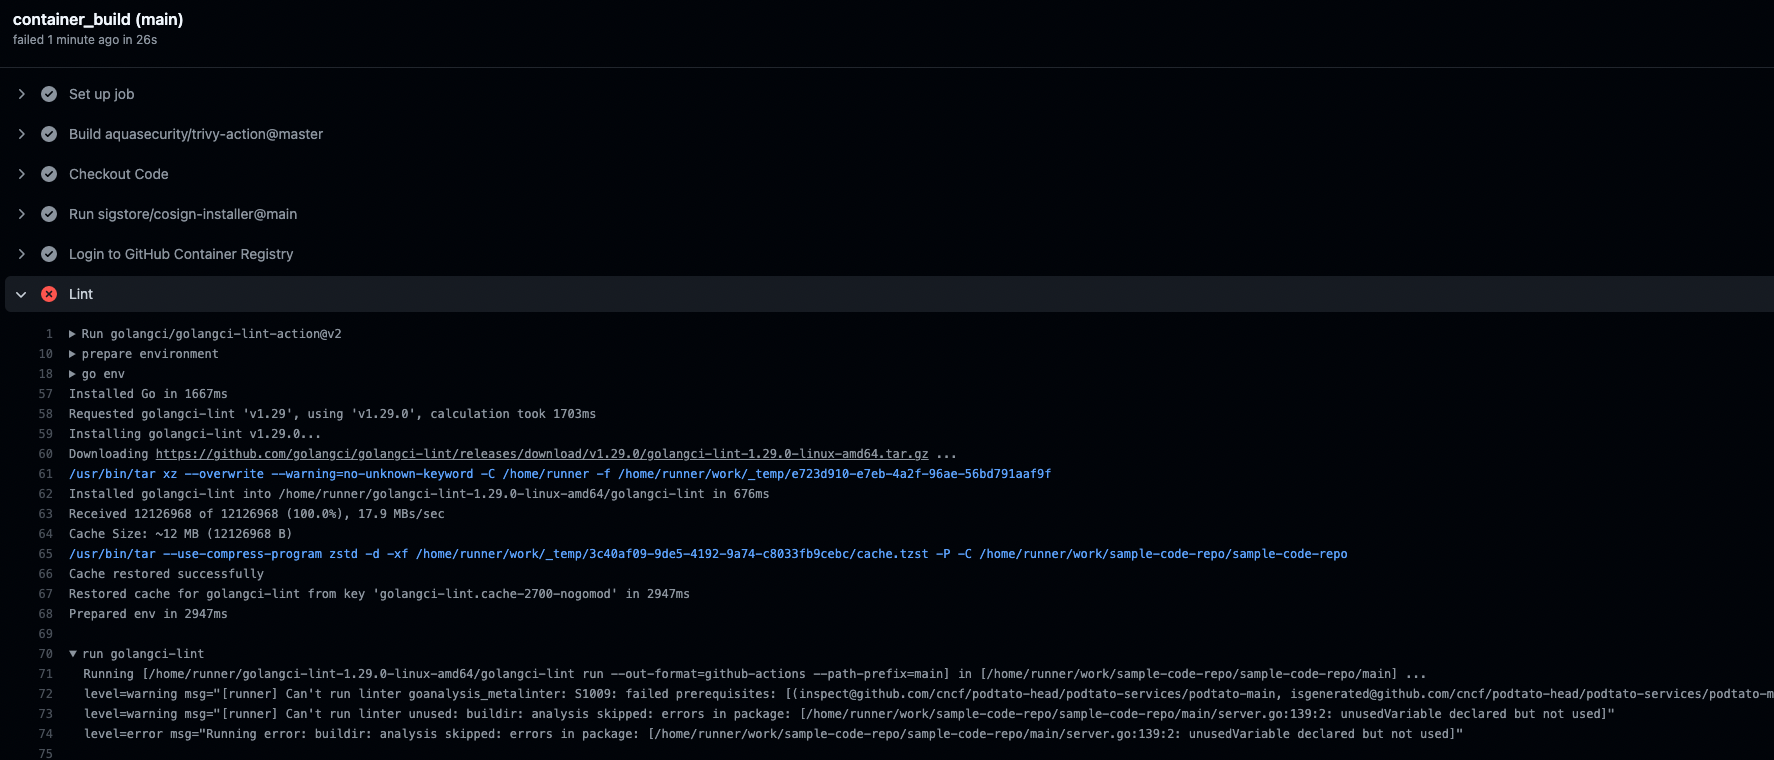 container_build (main)
failed 1 minute ago in 26s
Set up job
Build aquasecurity/trivy-action@master
Checkout Code
Run sigstore/cosign-installer@main
Login to GitHub Container Registry
Lint
1 Run golangci/golangci-lint-action@v2
10 prepare environment
18 go env
57 Installed Go in 1667ms
58 Requested golangci-lint 'v1.29', using 'v1.29.0', calculation took 1703ms
59 Installing golangci-lint v1.29.0...
60 Downloading https://github.com/golangci/golangci-lint/releases/download/v1.29.0/golangci-lint-1.29.0-linux-amd64.tar.gz ...
61 /usr/bin/tar xz --overwrite --warning=no-unknown-keyword -C /home/runner -f /home/runner/work/_temp/e723d910-e7eb-4a2f-96ae-56bd791aaf9f
62 Installed golangci-lint into /home/runner/golangci-lint-1.29.0-linux-amd64/golangci-lint in 676ms
63 Received 12126968 of 12126968 (100.0%), 17.9 MBs/sec
64 Cache Size: ~12 MB (12126968 B)
65 /usr/bin/tar --use-compress-program zstd -d -xf /home/runner/work/_temp/3c40af09-9de5-4192-9a74-c8033fb9cebc/cache.tzst -P -C /home/runner/work/sample-code-repo/sample-code-repo
66 Cache restored successfully
67 Restored cache for golangci-lint from key 'golangci-lint.cache-2700-nogomod' in 2947ms
68 Prepared env in 2947ms
69
70 run golangci-lint
71 Running [/home/runner/golangci-lint-1.29.0-linux-amd64/golangci-lint run --out-format=github-actions --path-prefix=main] in [/home/runner/work/sample-code-repo/sample-code-repo/main] ...
72 level=warning msg="[runner] Can't run linter goanalysis_metalinter: S1009: failed prerequisites: [(inspect@github.com/cncf/podtato-head/podtato-services/podtato-main, isgenerated@github.com/cncf/podtato-head/podtato-services/podtato-m
73 level=warning msg="[runner] Can't run linter unused: buildir: analysis skipped: errors in package: [/home/runner/work/sample-code-repo/sample-code-repo/main/server.go:139:2: unusedVariable declared but not used]"
74 level=error msg="Running error: buildir: analysis skipped: errors in package: [/home/runner/work/sample-code-repo/sample-code-repo/main/server.go:139:2: unusedVariable declared but not used]"
75